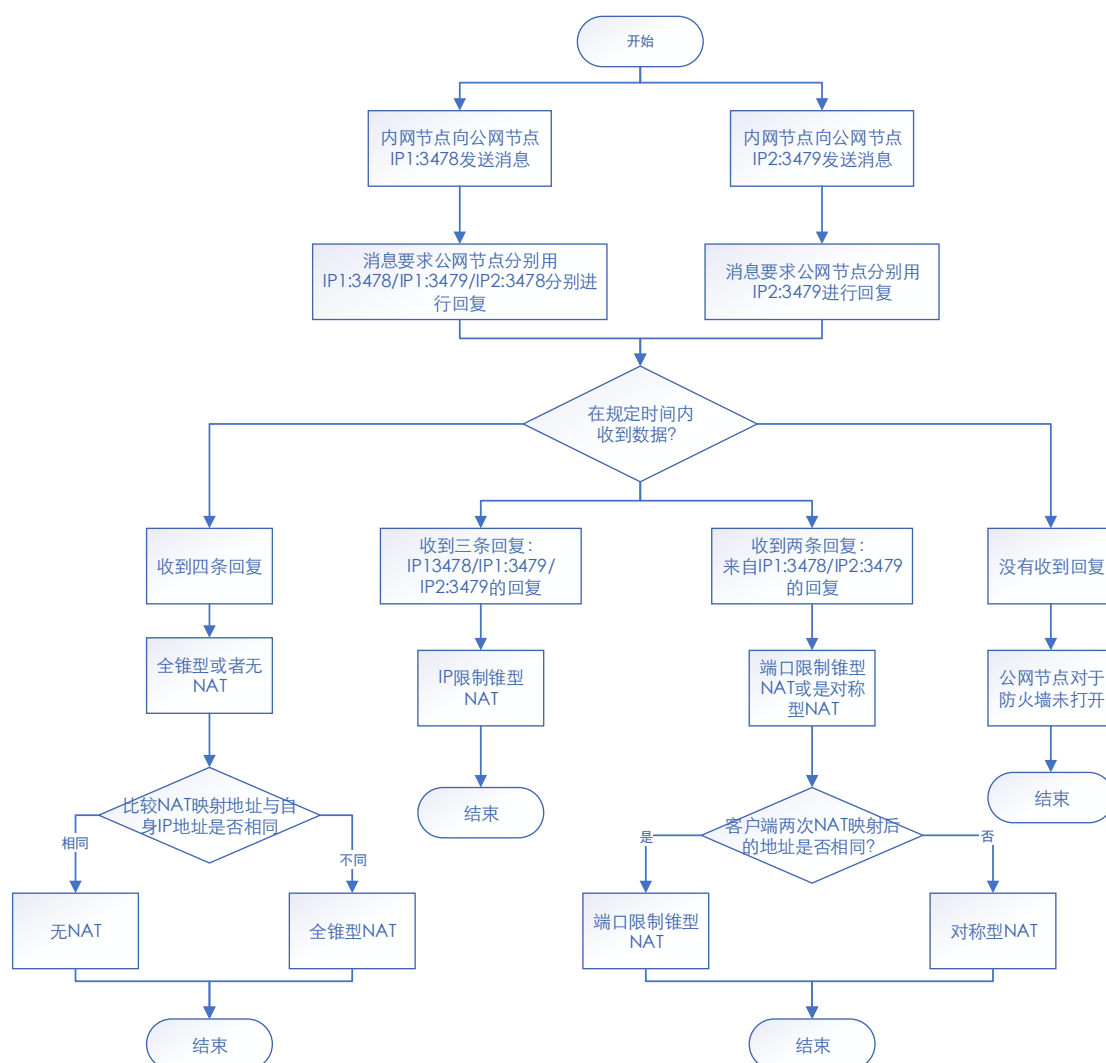 开始
内网节点向公网节点
IP1:3478发送消息
内网节点向公网节点
IP2:3479发送消息
消息要求公网节点分别用
IP1:3478/IP1:3479/IP2:3478分别进
行回复
消息要求公网节点分别用
IP2:3479进行回复
在规定时间内
收到数据?
收到四条回复
收到三条回复：
IP13478/IP1:3479/
IP2:3479的回复
收到两条回复：
来自IP1:3478/IP2:3479
的回复
没有收到回复
全锥型或者无
NAT
IP限制锥型
NAT
端口限制锥型
NAT或是对称
型NAT
公网节点对于
防火墙未打开
比较NAT映射地址与自
身IP地址是否相同
结束
客户端两次NAT映射后
的地址是否相同?
结束
相同
不同
是
否
无NAT
全锥型NAT
端口限制锥型
NAT
对称型NAT
结束
结束